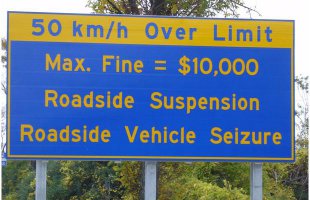 50 km/h Over Limit
Max. Fine = $10,000
Roadside Suspension
Roadside Vehicle Seizure